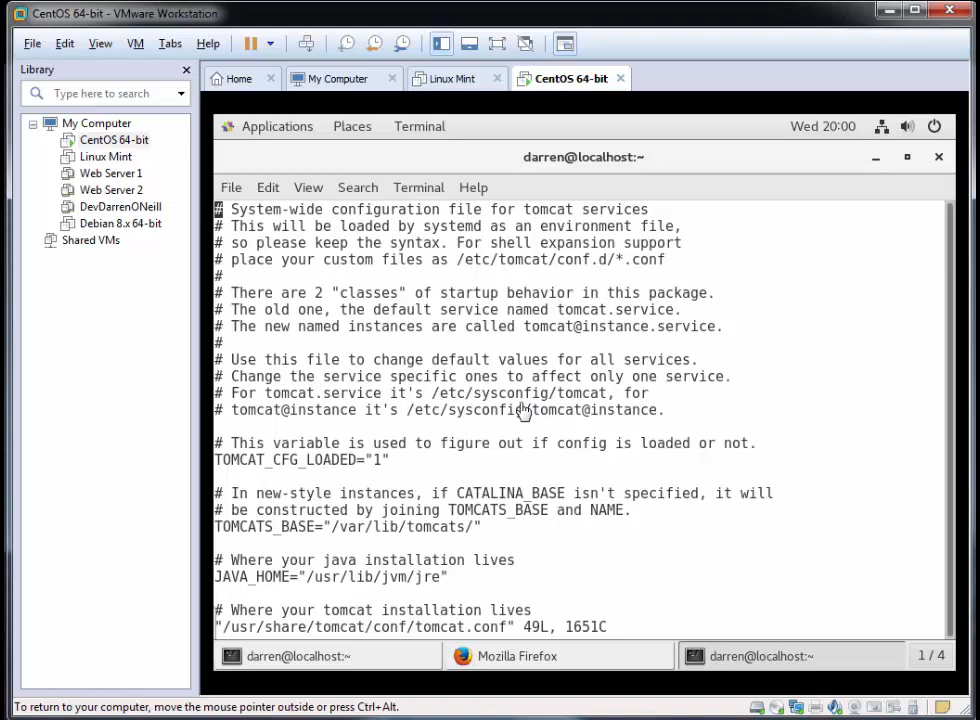 CentOS 64-bit - VMware Workstation
File Edit View VM Tabs Help
Library
Type here to search
Home
My Computer
Linux Mint
CentOS 64-bit
My Computer
CentOS 64-bit
Linux Mint
Web Server 1
Web Server 2
DevDarrenONeill
Debian 8.x 64-bit
Shared VMs
Applications Places Terminal Wed 20:00
darren@localhost:~
File Edit View Search Terminal Help
# System-wide configuration file for tomcat services
# This will be loaded by systemd as an environment file,
# so please keep the syntax. For shell expansion support
# place your custom files as /etc/tomcat/conf.d/*.conf
#
# There are 2 "classes" of startup behavior in this package.
# The old one, the default service named tomcat.service.
# The new named instances are called tomcat@instance.service.
#
# Use this file to change default values for all services.
# Change the service specific ones to affect only one service.
# For tomcat.service it's /etc/sysconfig/tomcat, for
# tomcat@instance it's /etc/sysconfig/tomcat@instance.
# This variable is used to figure out if config is loaded or not.
TOMCAT_CFG_LOADED="1"
# In new-style instances, if CATALINA_BASE isn't specified, it will
# be constructed by joining TOMCATS_BASE and NAME.
TOMCATS_BASE="/var/lib/tomcats/"
# Where your java installation lives
JAVA_HOME="/usr/lib/jvm/jre"
# Where your tomcat installation lives
"/usr/share/tomcat/conf/tomcat.conf" 49L, 1651C
darren@localhost:~
Mozilla Firefox
darren@localhost:~
1 / 4
To return to your computer, move the mouse pointer outside or press Ctrl+Alt.